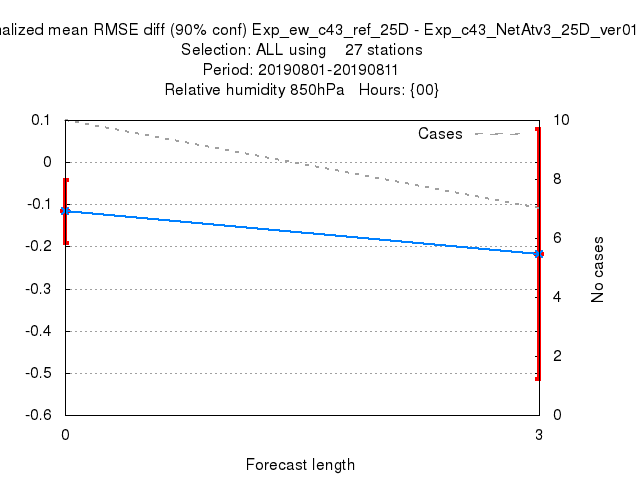 nalized mean RMSE diff (90% conf) Exp_ew_c43_ref_25D - Exp_c43_NetAtv3_25D_ver01
Selection: ALL using 27 stations
Period: 20190801-20190811
Relative humidity 850hPa Hours: {00}
Cases
0.1
0
-0.1
-0.2
-0.3
-0.4
-0.5
-0.6
10
8
6
4
2
0
No cases
0 3
Forecast length